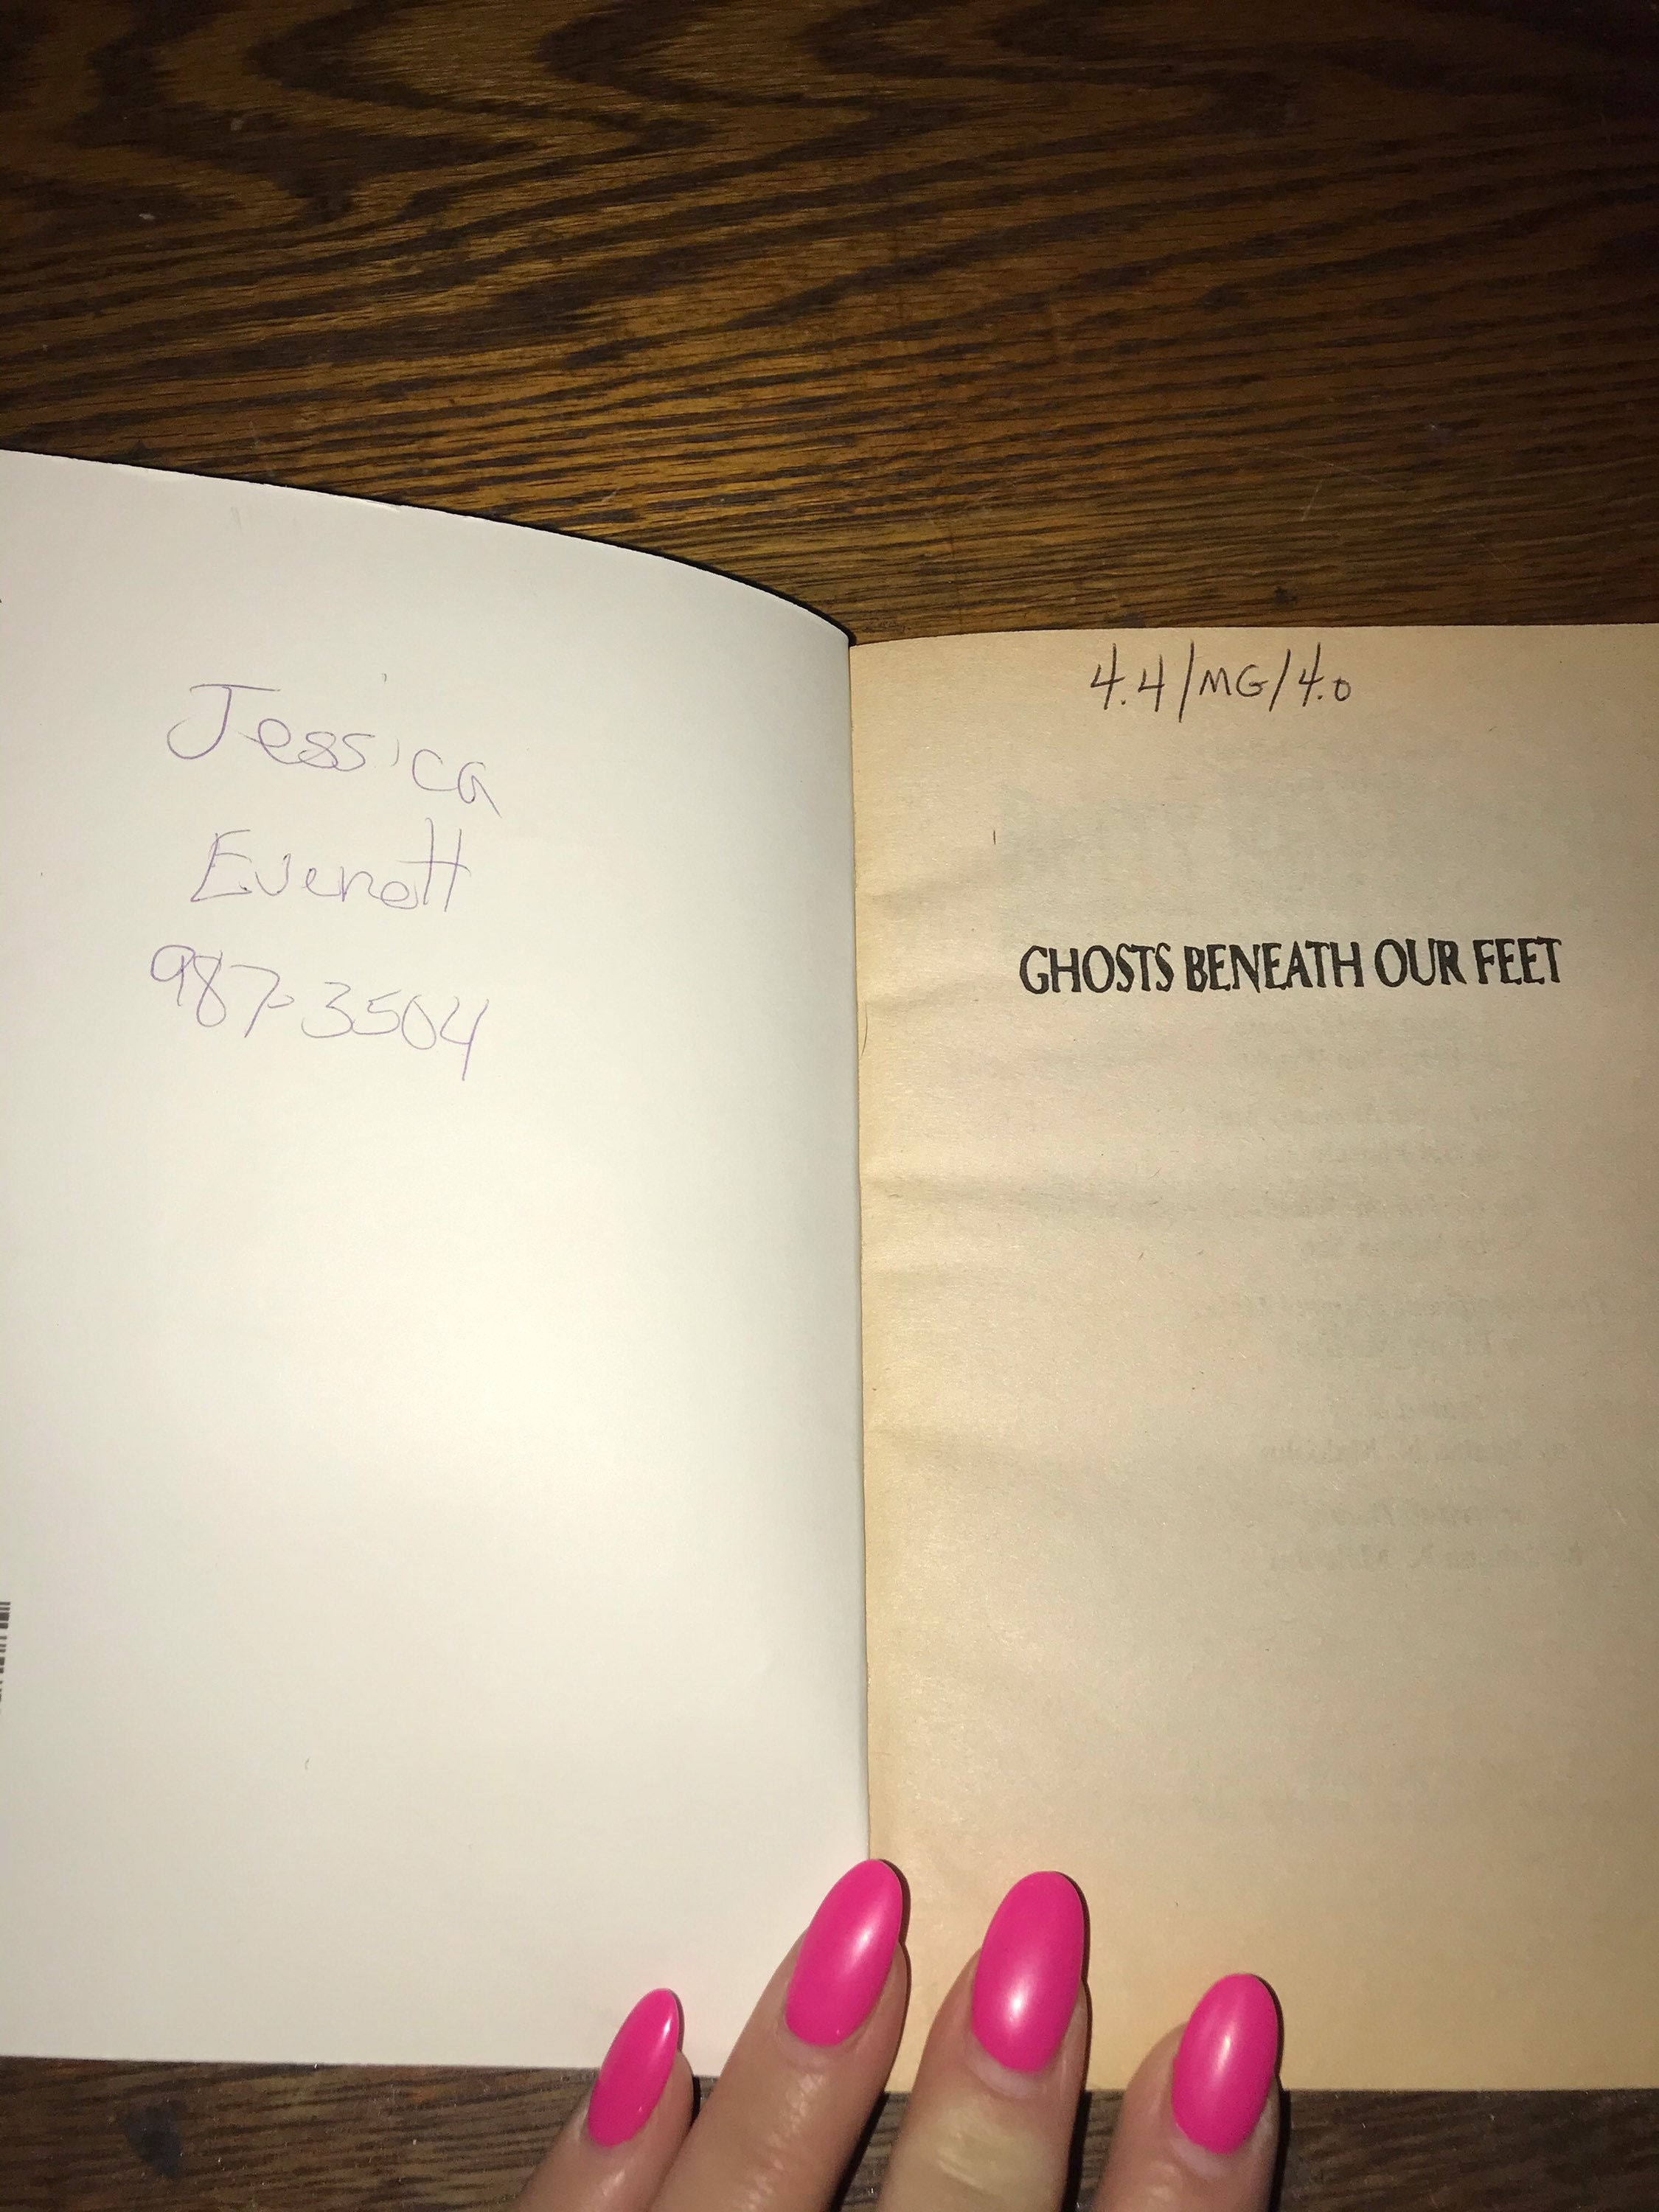 Jessica
Everett
987-3504
4.4/MG/4.0
GHOSTS BENEATH OUR FEET